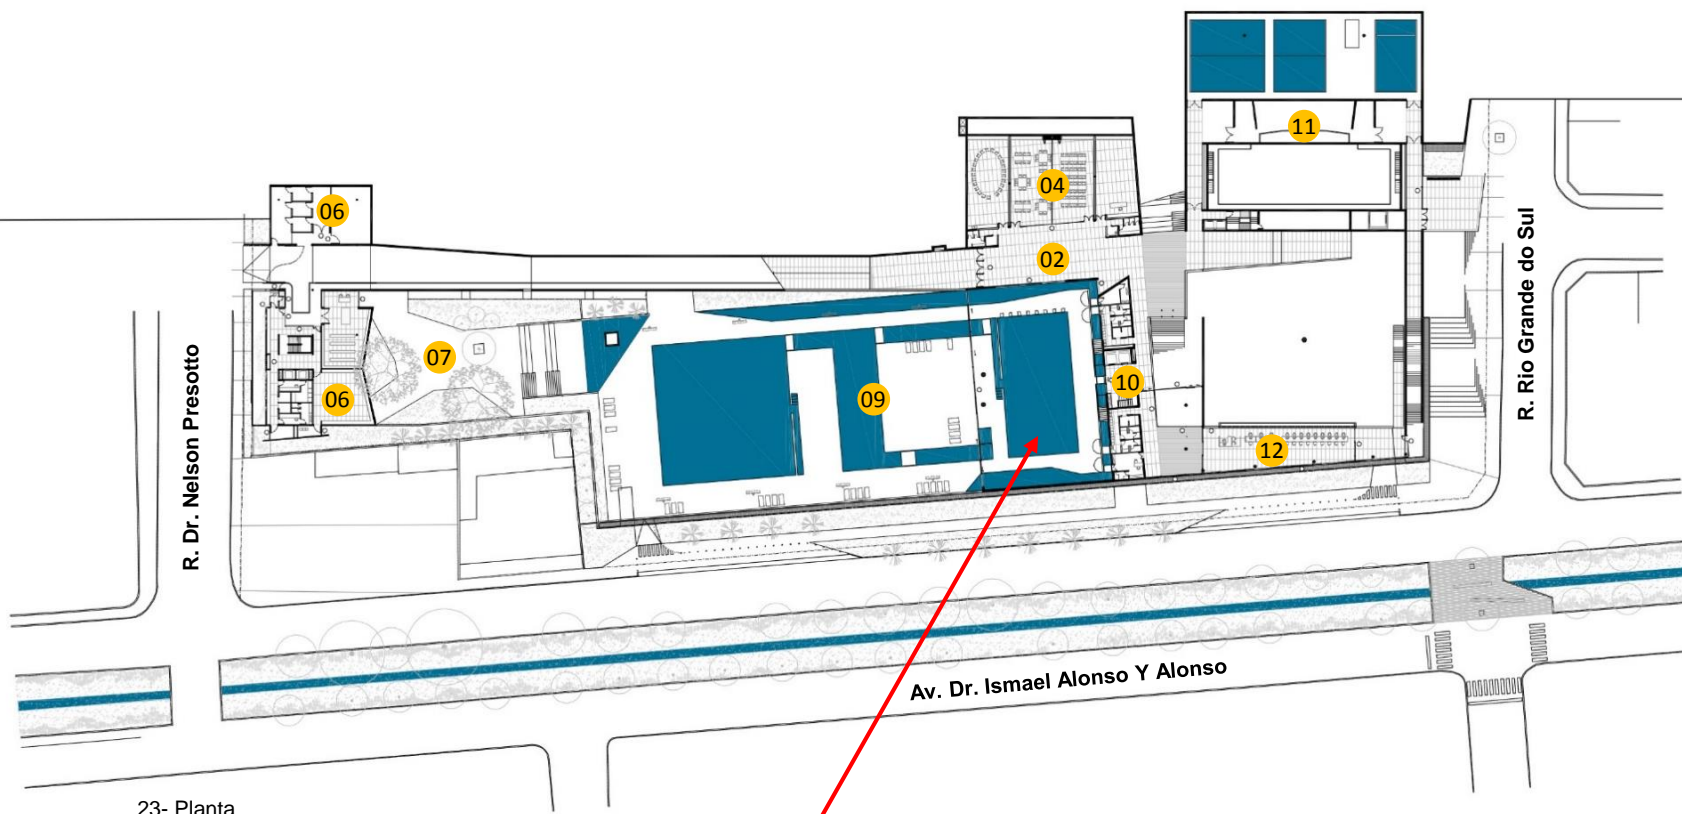 11
06
04
02
07
06
09
10
12
R. Dr. Nelson Presotto
R. Rio Grande do Sul
Av. Dr. Ismael Alonso Y Alonso
23- Planta